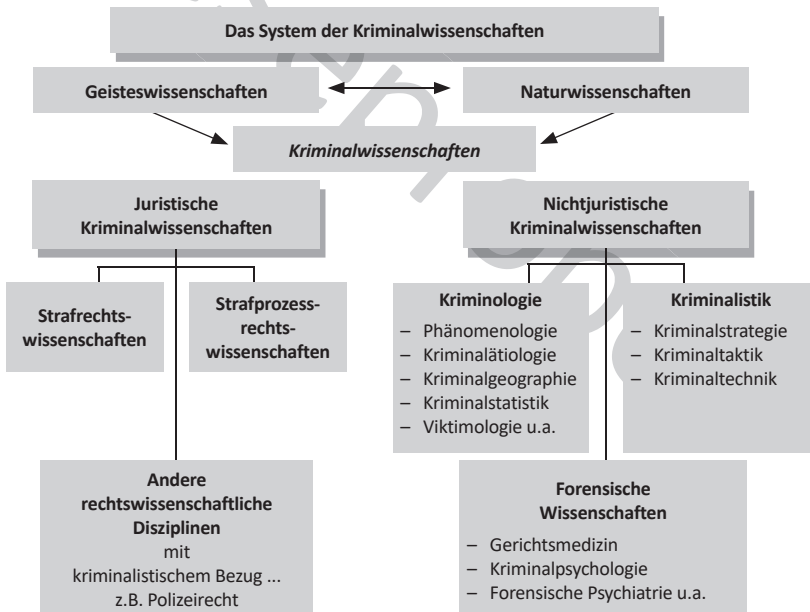 Das System der Kriminalwissenschaften
Geisteswissenschaften
Naturwissenschaften
Kriminalwissenschaften
Juristische
Kriminalwissenschaften
Nichtjuristische
Kriminalwissenschaften
Strafrechts-
wissenschaften
Strafprozess-
rechts-
wissenschaften
Kriminologie
– Phänomenologie
– Kriminalätiologie
– Kriminalgeographie
– Kriminalstatistik
– Viktimologie u.a.
Kriminalistik
– Kriminalstrategie
– Kriminaltaktik
– Kriminaltechnik
Andere
rechtswissenschaftliche
Disziplinen
mit
kriminalistischem Bezug ...
z.B. Polizeirecht
Forensische
Wissenschaften
– Gerichtsmedizin
– Kriminalpsychologie
– Forensische Psychiatrie u.a.